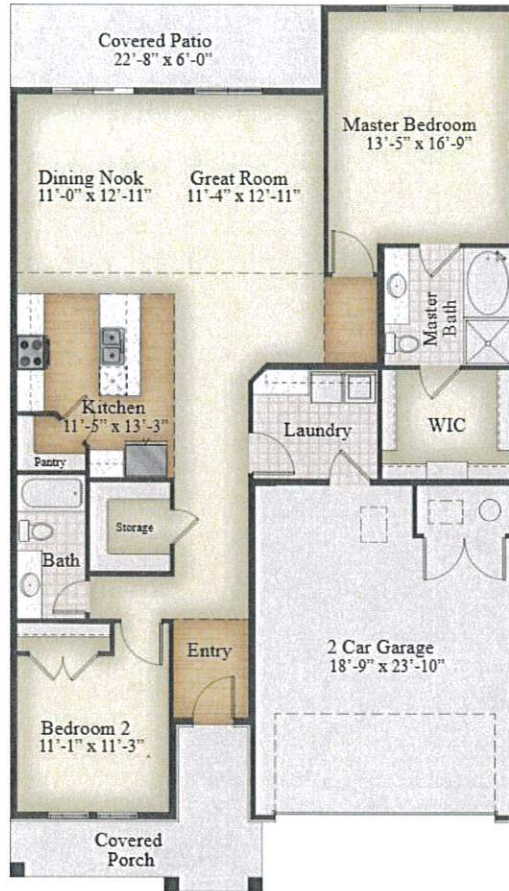 Covered Patio
22'-8" x 6'-0"
Master Bedroom
13'-5" x 16'-9"
Dining Nook
11'-0" x 12'-11"
Great Room
11'-4" x 12'-11"
Master
Bath
Kitchen
11'-5" x 13'-3"
Laundry
WIC
Pantry
Storage
Bath
Entry
2 Car Garage
18'-9" x 23'-10"
Bedroom 2
11'-1" x 11'-3"
Covered
Porch